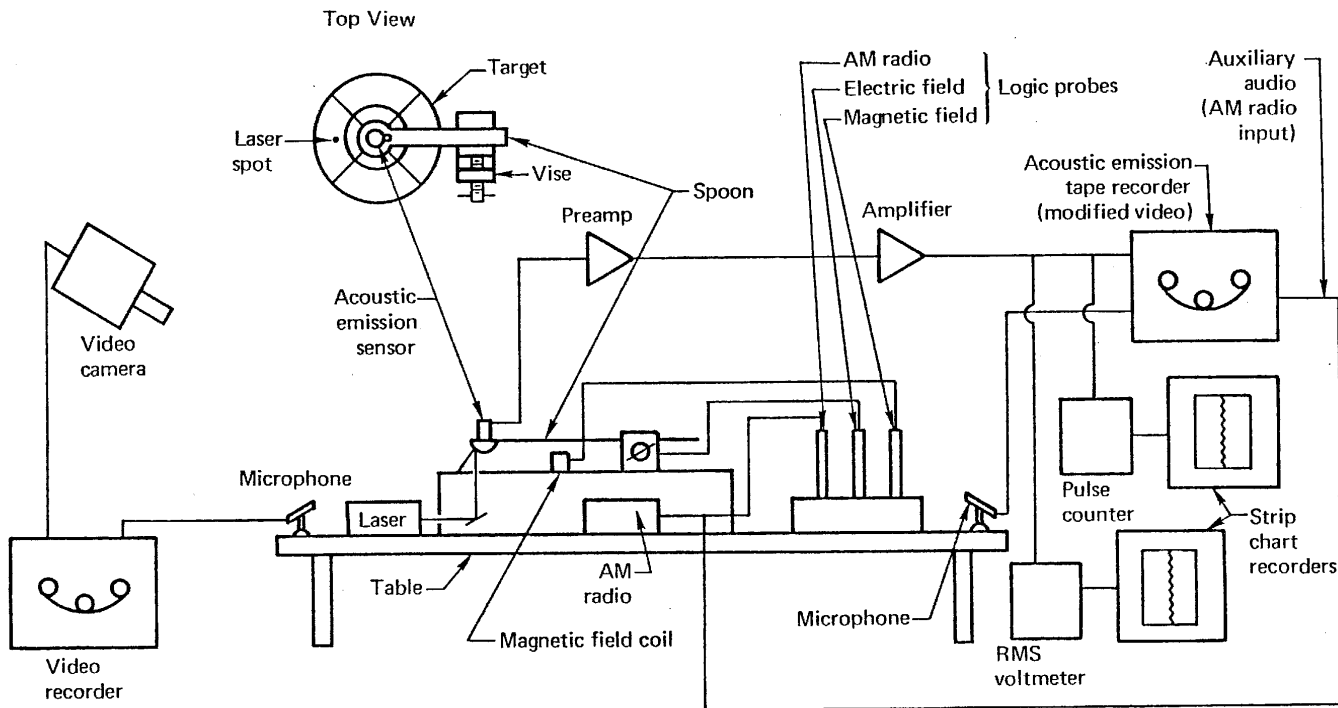 Top View
Target
Laser
spot
Vise
Spoon
AM radio
Electric field
Magnetic field
Logic probes
Auxiliary
audio
(AM radio
input)
Preamp
Amplifier
Acoustic emission
tape recorder
(modified video)
Acoustic
emission
sensor
Video
camera
Microphone
Laser
Pulse
counter
Strip
chart
recorders
Table
AM
radio
Microphone
Magnetic field coil
Video
recorder
RMS
voltmeter